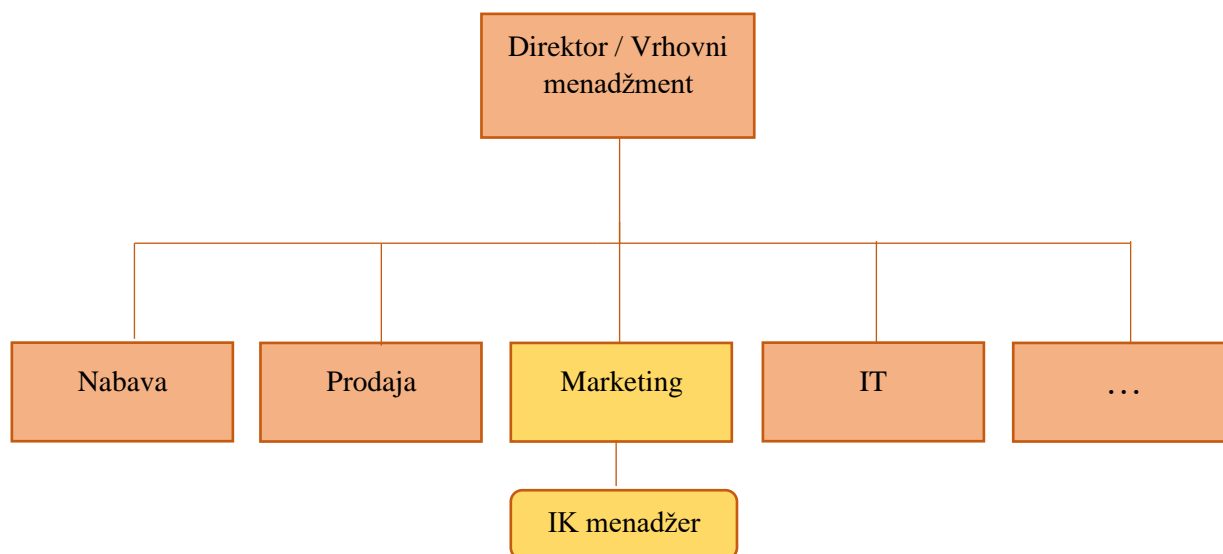 Direktor / Vrhovni
menadžment
Nabava
Prodaja
Marketing
IT
…
IK menadžer